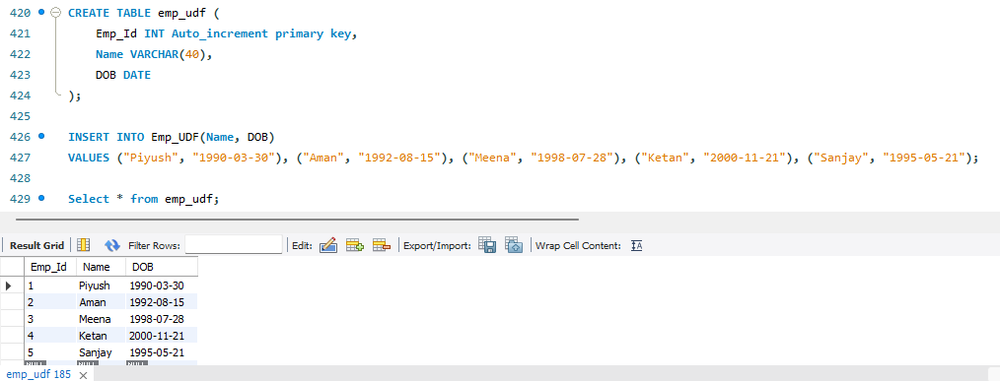 420 CREATE TABLE emp_udf (
421 Emp_Id INT Auto_increment primary key,
422 Name VARCHAR(40),
423 DOB DATE
424 );
425
426 INSERT INTO Emp_UDF(Name, DOB)
427 VALUES ("Piyush", "1990-03-30"), ("Aman", "1992-08-15"), ("Meena", "1998-07-28"), ("Ketan", "2000-11-21"), ("Sanjay", "1995-05-21");
428
429 Select * from emp_udf;
Result Grid Filter Rows: Edit: Export/Import: Wrap Cell Content: IA
Emp_Id Name DOB
1 Piyush 1990-03-30
2 Aman 1992-08-15
3 Meena 1998-07-28
4 Ketan 2000-11-21
5 Sanjay 1995-05-21
NULL NULL NULL
emp_udf 185